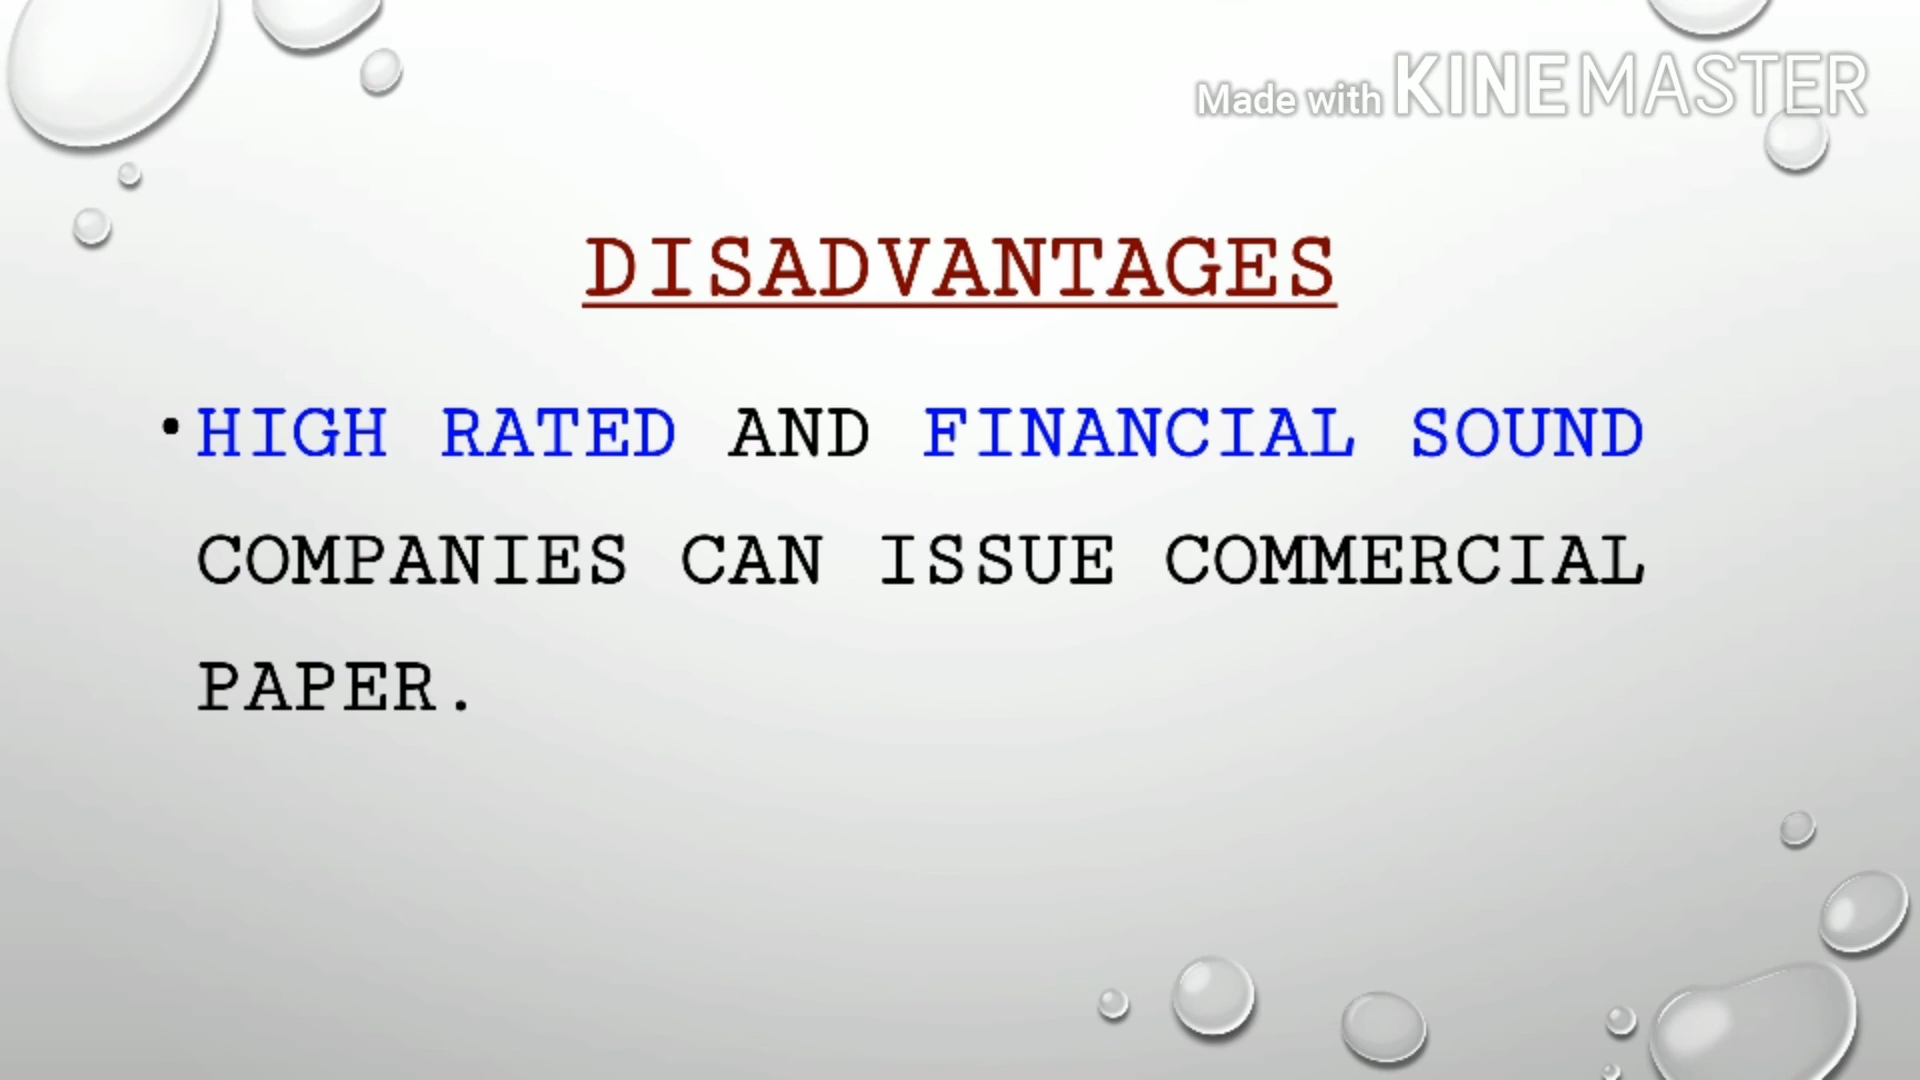 Made with KINEMASTER
DISADVANTAGES
• HIGH RATED AND FINANCIAL SOUND
COMPANIES CAN ISSUE COMMERCIAL
PAPER.